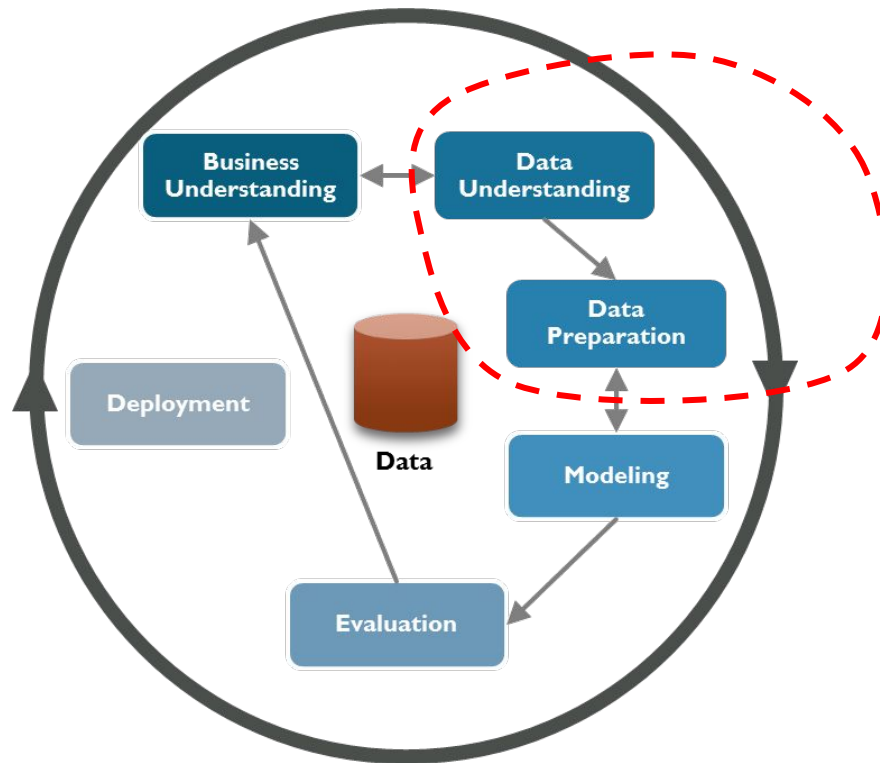 Business
Understanding
Data
Understanding
Data
Preparation
Deployment
Data
Modeling
Evaluation